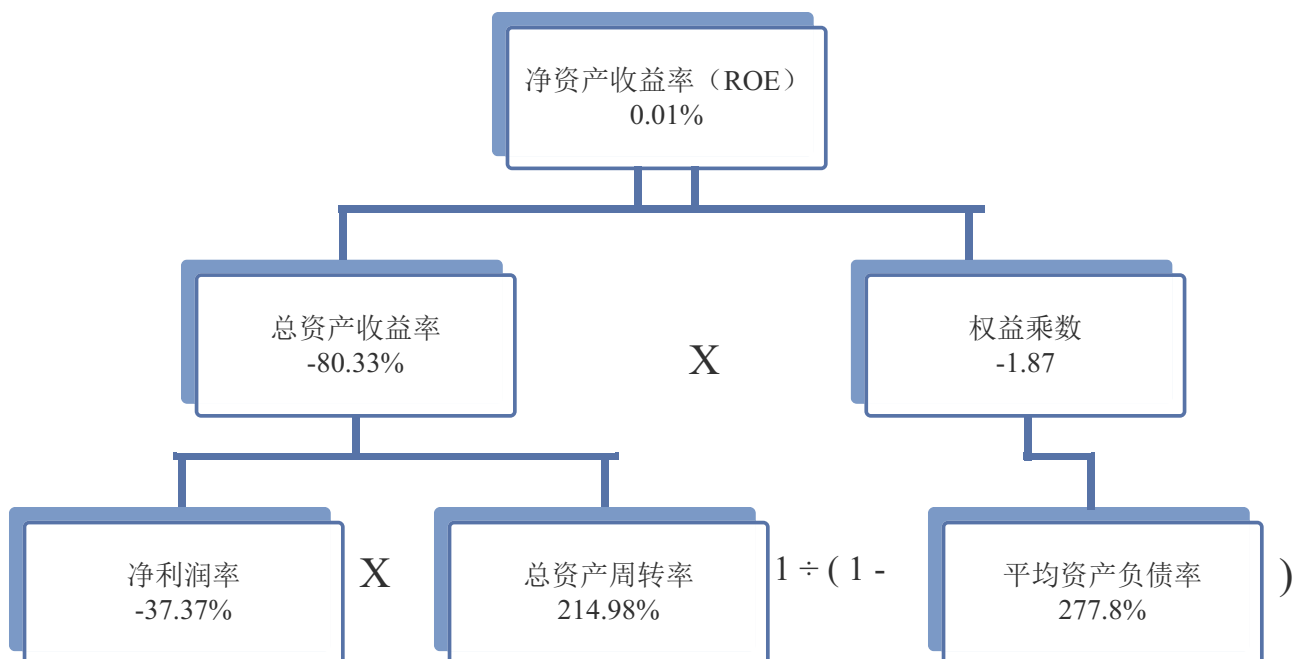 净资产收益率（ROE）
0.01%
总资产收益率
-80.33%
X
权益乘数
-1.87
净利润率
-37.37%
X
总资产周转率
214.98%
1 ÷ ( 1 -
平均资产负债率
277.8%
)